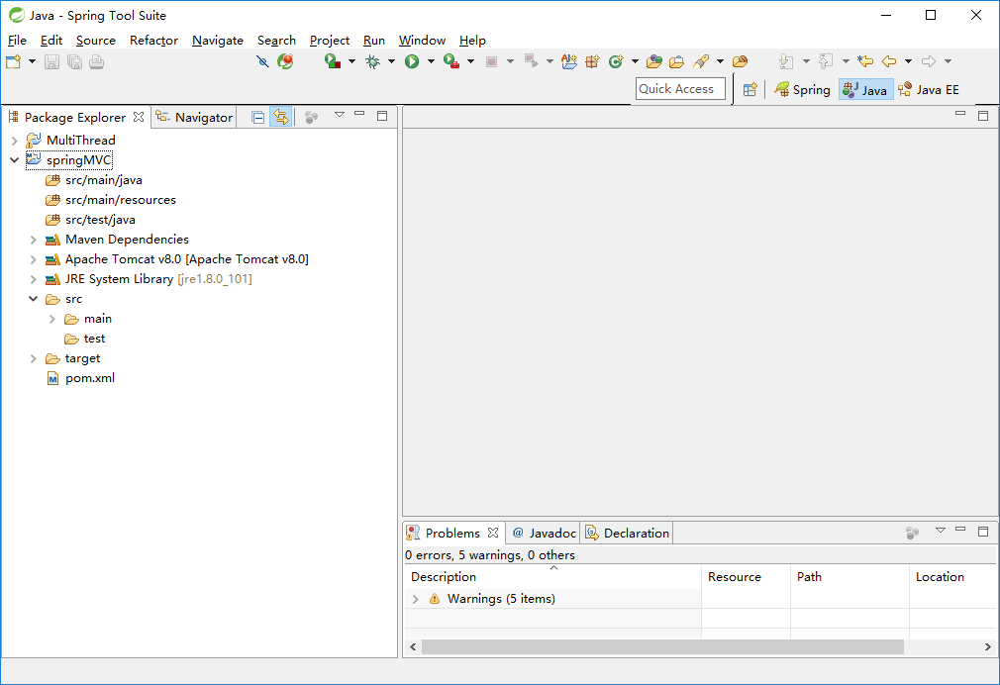 Java - Spring Tool Suite
File Edit Source Refactor Navigate Search Project Run Window Help
Quick Access Spring Java Java EE
Package Explorer Navigator
MultiThread
springMVC
src/main/java
src/main/resources
src/test/java
Maven Dependencies
Apache Tomcat v8.0 [Apache Tomcat v8.0]
JRE System Library [jre1.8.0_101]
src
main
test
target
pom.xml
Problems @ Javadoc Declaration
0 errors, 5 warnings, 0 others
Description Resource Path Location
Warnings (5 items)